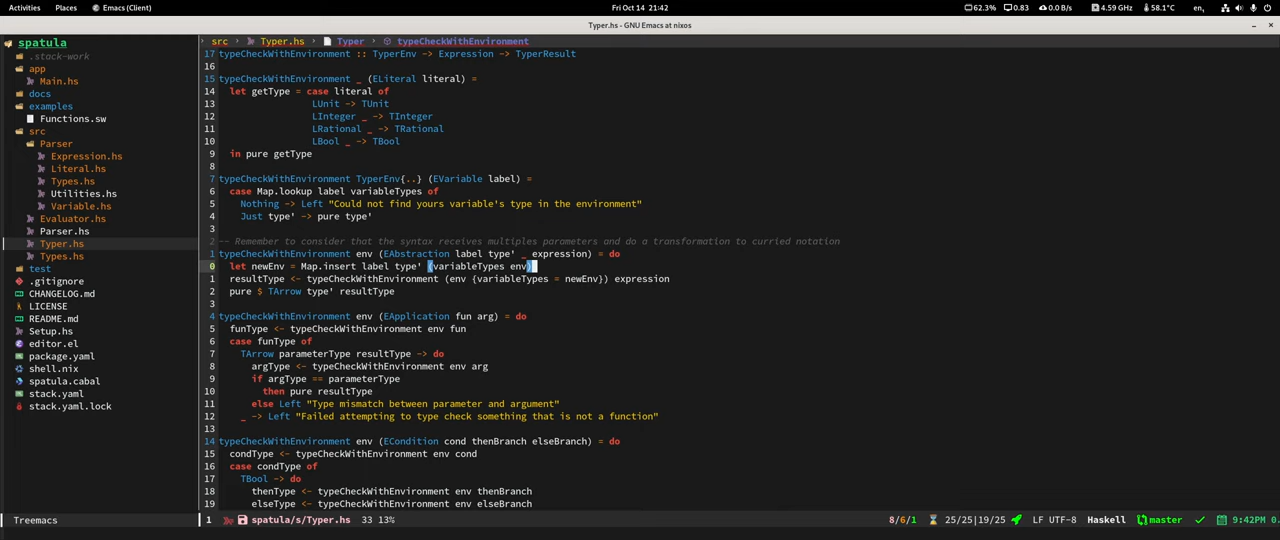 Activities Places Emacs (Client) Fri Oct 14 21:42 62.3% 0.83 0.0 B/s 4.59 GHz 58.1°C en,
Typer.hs - GNU Emacs at nixos
spatula
.stack-work
app
Main.hs
docs
examples
Functions.sw
src
Parser
Expression.hs
Literal.hs
Types.hs
Utilities.hs
Variable.hs
Evaluator.hs
Parser.hs
Typer.hs
Types.hs
test
.gitignore
CHANGELOG.md
LICENSE
README.md
Setup.hs
editor.el
package.yaml
shell.nix
spatula.cabal
stack.yaml
stack.yaml.lock
src › Typer.hs › Typer › typeCheckWithEnvironment
17 typeCheckWithEnvironment :: TyperEnv -> Expression -> TyperResult
16
15 typeCheckWithEnvironment _ (ELiteral literal) =
14 let getType = case literal of
13 LUnit -> TUnit
12 LInteger _ -> TInteger
11 LRational _ -> TRational
10 LBool _ -> TBool
9 in pure getType
8
7 typeCheckWithEnvironment TyperEnv{..} (EVariable label) =
6 case Map.lookup label variableTypes of
5 Nothing -> Left "Could not find yours variable's type in the environment"
4 Just type' -> pure type'
3
2 -- Remember to consider that the syntax receives multiples parameters and do a transformation to curried notation
1 typeCheckWithEnvironment env (EAbstraction label type' _ expression) = do
0 let newEnv = Map.insert label type' (variableTypes env)
1 resultType <- typeCheckWithEnvironment (env {variableTypes = newEnv}) expression
2 pure $ TArrow type' resultType
3
4 typeCheckWithEnvironment env (EApplication fun arg) = do
5 funType <- typeCheckWithEnvironment env fun
6 case funType of
7 TArrow parameterType resultType -> do
8 argType <- typeCheckWithEnvironment env arg
9 if argType == parameterType
10 then pure resultType
11 else Left "Type mismatch between parameter and argument"
12 _ -> Left "Failed attempting to type check something that is not a function"
13
14 typeCheckWithEnvironment env (ECondition cond thenBranch elseBranch) = do
15 condType <- typeCheckWithEnvironment env cond
16 case condType of
17 TBool -> do
18 thenType <- typeCheckWithEnvironment env thenBranch
19 elseType <- typeCheckWithEnvironment env elseBranch
Treemacs 1 spatula/s/Typer.hs 33 13% 8/6/1 25/25|19/25 LF UTF-8 Haskell master 9:42PM 0.